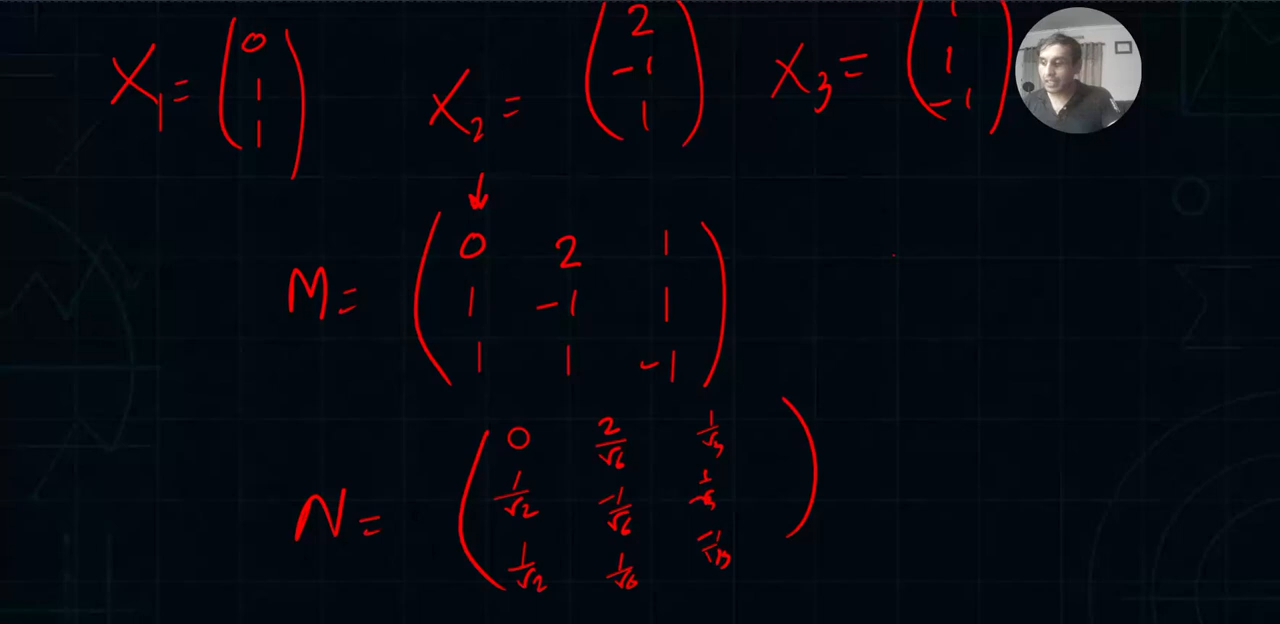 X₁ = (0 1 1) X₂ = (2 -1 1) X₃ = (1 1 -1)
↓
M = (0 2 1
1 -1 1
1 1 -1)
N = (0 2/√6 1/√3
1/√2 -1/√6 1/√3
1/√2 1/√6 -1/√3)